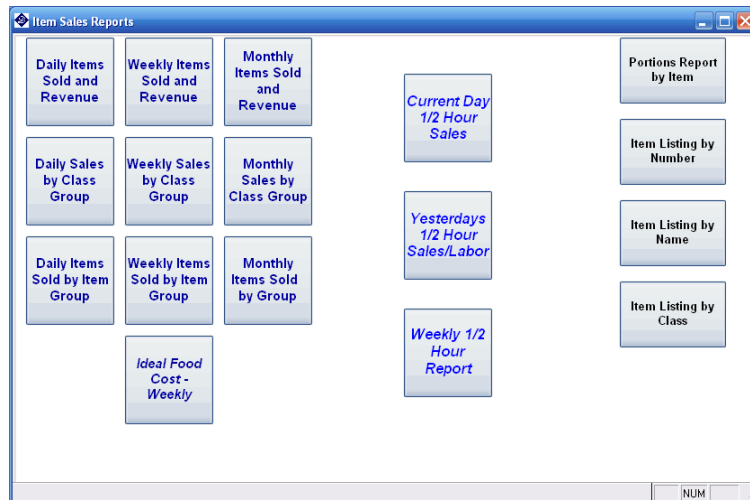 Item Sales Reports
Daily Items
Sold and
Revenue
Weekly Items
Sold and
Revenue
Monthly
Items Sold
and
Revenue
Daily Sales
by Class
Group
Weekly Sales
by Class
Group
Monthly
Sales by
Class Group
Daily Items
Sold by Item
Group
Weekly Items
Sold by Item
Group
Monthly
Items Sold
by Group
Ideal Food
Cost -
Weekly
Current Day
1/2 Hour
Sales
Yesterdays
1/2 Hour
Sales/Labor
Weekly 1/2
Hour
Report
Portions Report
by Item
Item Listing by
Number
Item Listing by
Name
Item Listing by
Class
NUM